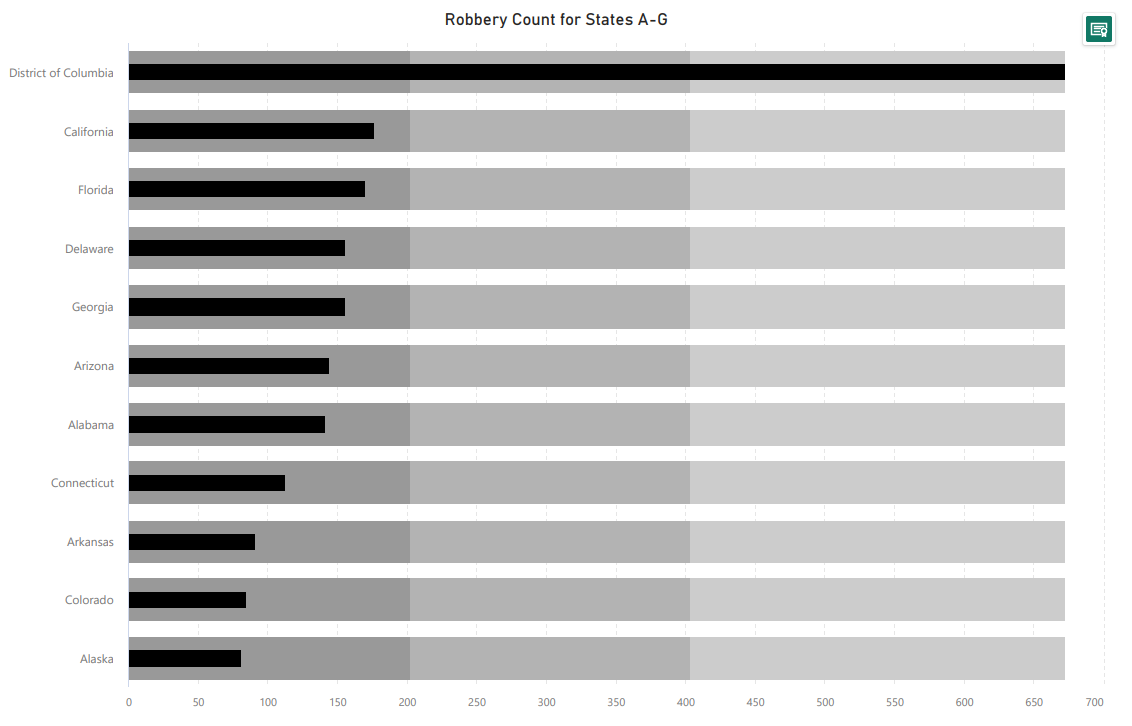 Robbery Count for States A-G
District of Columbia
California
Florida
Delaware
Georgia
Arizona
Alabama
Connecticut
Arkansas
Colorado
Alaska
0 50 100 150 200 250 300 350 400 450 500 550 600 650 700